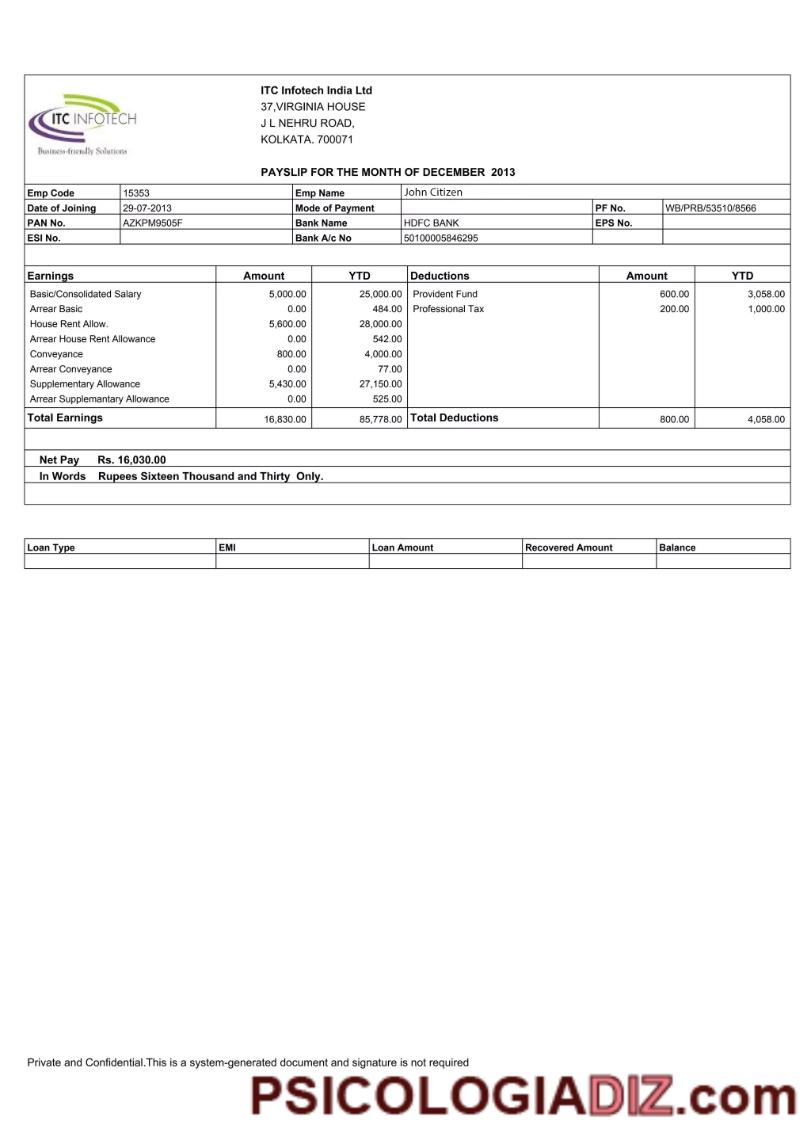 ITC INFOTECH
Business-friendly Solutions
ITC Infotech India Ltd
37,VIRGINIA HOUSE
J L NEHRU ROAD,
KOLKATA. 700071
PAYSLIP FOR THE MONTH OF DECEMBER 2013
Emp Code 15353 Emp Name John Citizen
Date of Joining 29-07-2013 Mode of Payment PF No. WB/PRB/53510/8566
PAN No. AZKPM9505F Bank Name HDFC BANK EPS No.
ESI No. Bank A/c No 50100005846295
Earnings Amount YTD Deductions Amount YTD
Basic/Consolidated Salary 5,000.00 25,000.00 Provident Fund 600.00 3,058.00
Arrear Basic 0.00 484.00 Professional Tax 200.00 1,000.00
House Rent Allow. 5,600.00 28,000.00
Arrear House Rent Allowance 0.00 542.00
Conveyance 800.00 4,000.00
Arrear Conveyance 0.00 77.00
Supplementary Allowance 5,430.00 27,150.00
Arrear Supplemantary Allowance 0.00 525.00
Total Earnings 16,830.00 85,778.00 Total Deductions 800.00 4,058.00
Net Pay Rs. 16,030.00
In Words Rupees Sixteen Thousand and Thirty Only.
Loan Type EMI Loan Amount Recovered Amount Balance
Private and Confidential.This is a system-generated document and signature is not required
PSICOLOGIADIZ.com